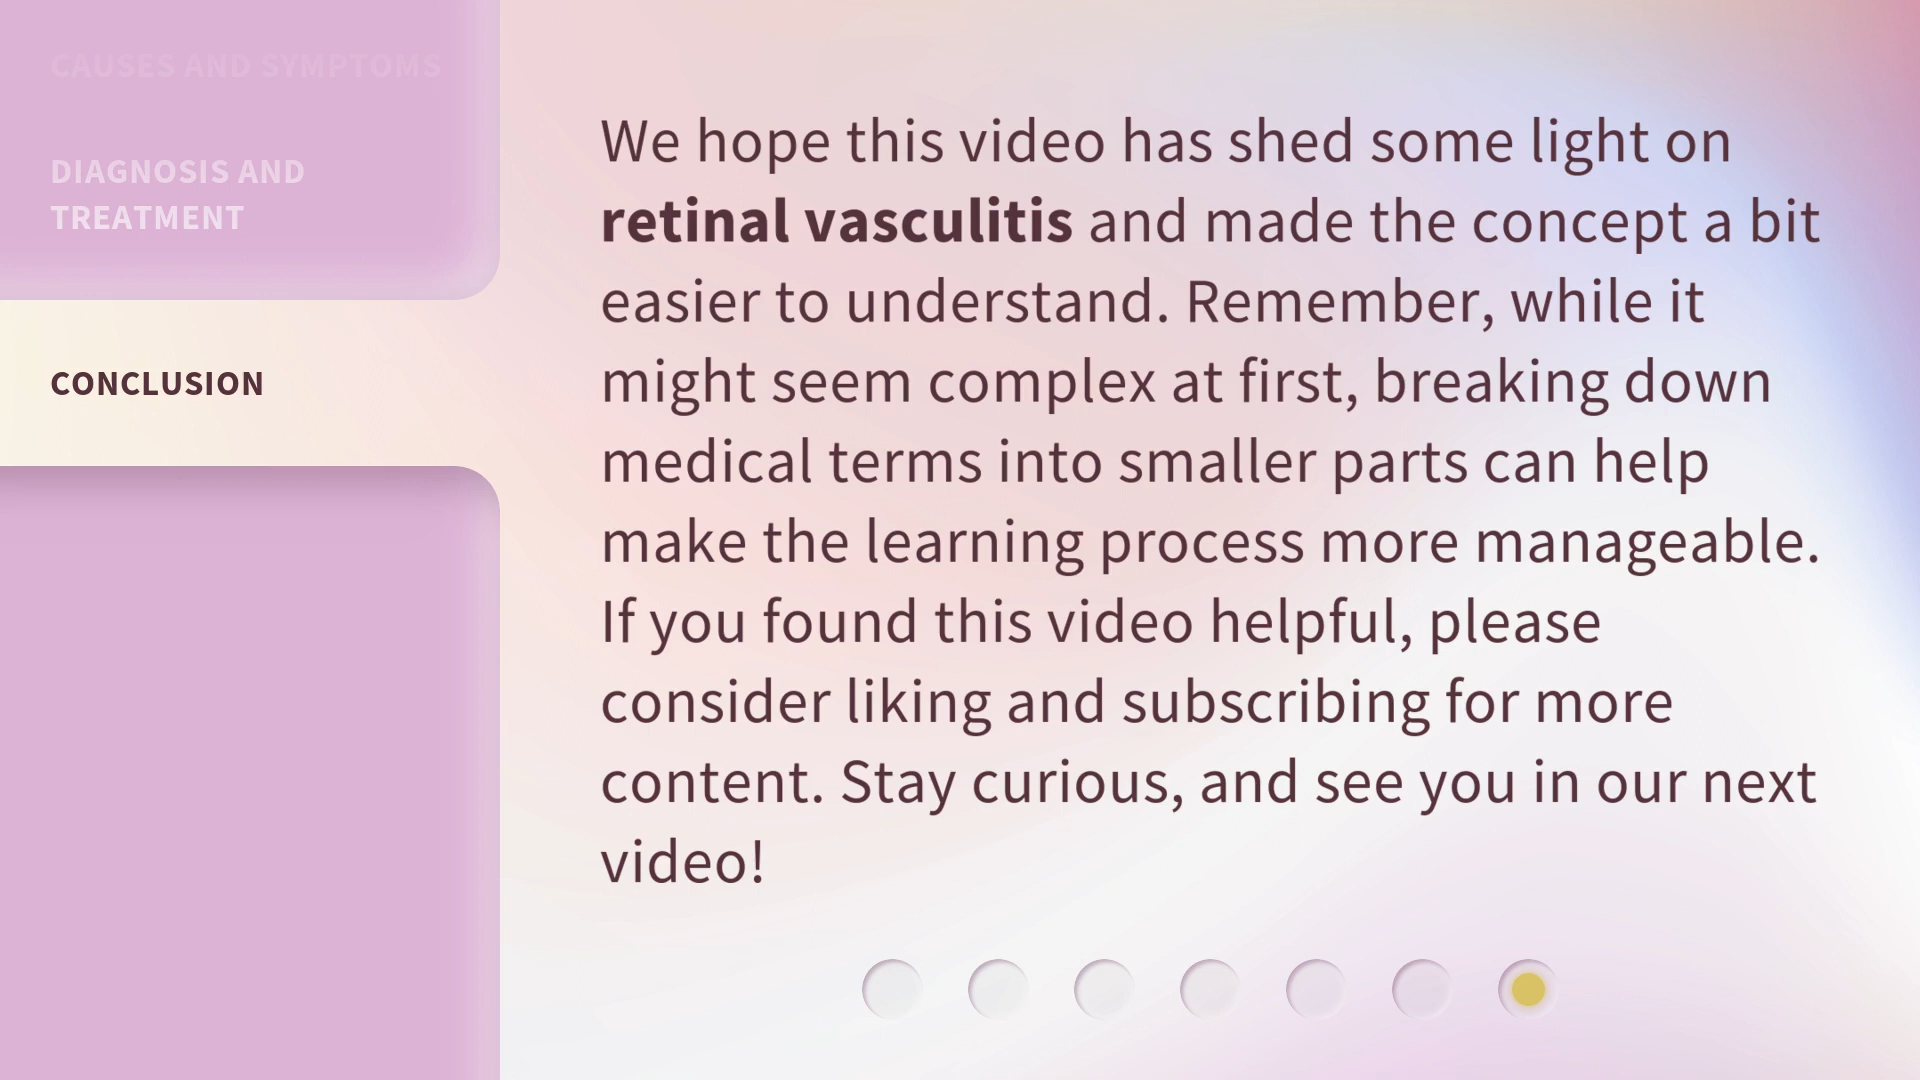 CAUSES AND SYMPTOMS
DIAGNOSIS AND
TREATMENT
CONCLUSION
We hope this video has shed some light on
retinal vasculitis and made the concept a bit
easier to understand. Remember, while it
might seem complex at first, breaking down
medical terms into smaller parts can help
make the learning process more manageable.
If you found this video helpful, please
consider liking and subscribing for more
content. Stay curious, and see you in our next
video!